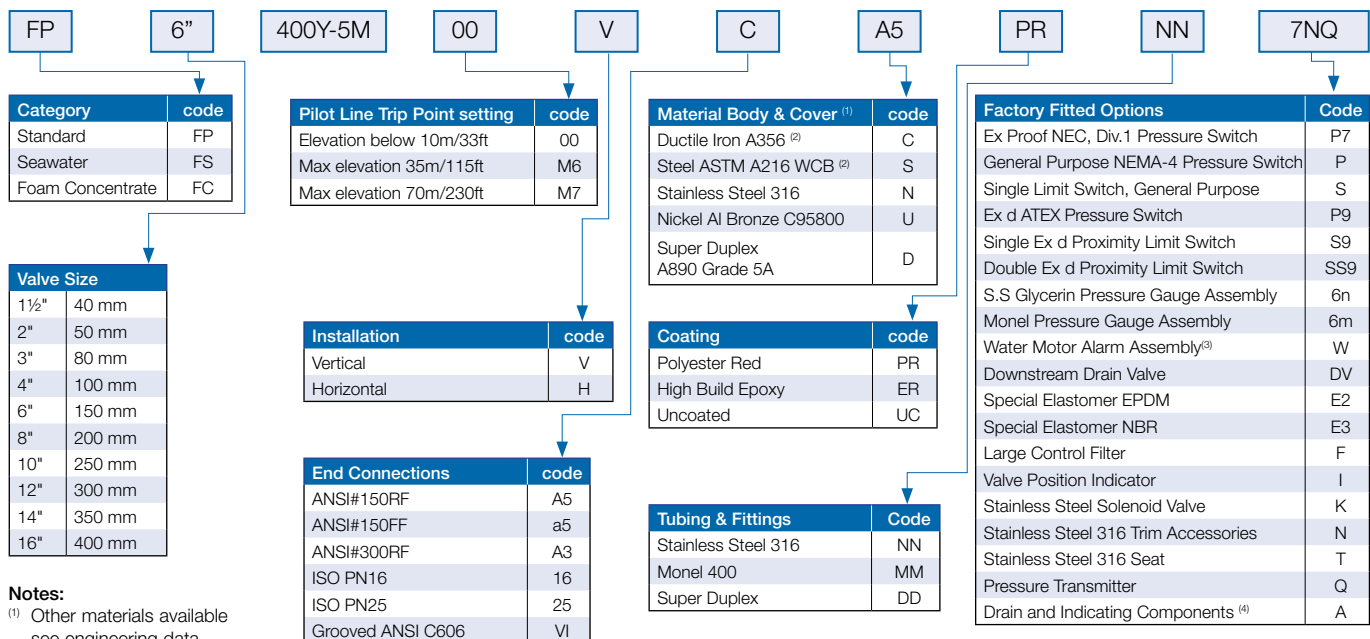 FP 6” 400Y-5M 00 V C A5 PR NN 7NQ
Category code
Standard FP
Seawater FS
Foam Concentrate FC
Valve Size
1½" 40 mm
2" 50 mm
3" 80 mm
4" 100 mm
6" 150 mm
8" 200 mm
10" 250 mm
12" 300 mm
14" 350 mm
16" 400 mm
Notes:
(1) Other materials available
see engineering data
Pilot Line Trip Point setting code
Elevation below 10m/33ft 00
Max elevation 35m/115ft M6
Max elevation 70m/230ft M7
Installation code
Vertical V
Horizontal H
End Connections code
ANSI#150RF A5
ANSI#150FF a5
ANSI#300RF A3
ISO PN16 16
ISO PN25 25
Grooved ANSI C606 VI
Material Body & Cover (1) code
Ductile Iron A356 (2) C
Steel ASTM A216 WCB (2) S
Stainless Steel 316 N
Nickel Al Bronze C95800 U
Super Duplex
A890 Grade 5A D
Coating code
Polyester Red PR
High Build Epoxy ER
Uncoated UC
Tubing & Fittings Code
Stainless Steel 316 NN
Monel 400 MM
Super Duplex DD
Factory Fitted Options Code
Ex Proof NEC, Div.1 Pressure Switch P7
General Purpose NEMA-4 Pressure Switch P
Single Limit Switch, General Purpose S
Ex d ATEX Pressure Switch P9
Single Ex d Proximity Limit Switch S9
Double Ex d Proximity Limit Switch SS9
S.S Glycerin Pressure Gauge Assembly 6n
Monel Pressure Gauge Assembly 6m
Water Motor Alarm Assembly(3) W
Downstream Drain Valve DV
Special Elastomer EPDM E2
Special Elastomer NBR E3
Large Control Filter F
Valve Position Indicator I
Stainless Steel Solenoid Valve K
Stainless Steel 316 Trim Accessories N
Stainless Steel 316 Seat T
Pressure Transmitter Q
Drain and Indicating Components (4) A